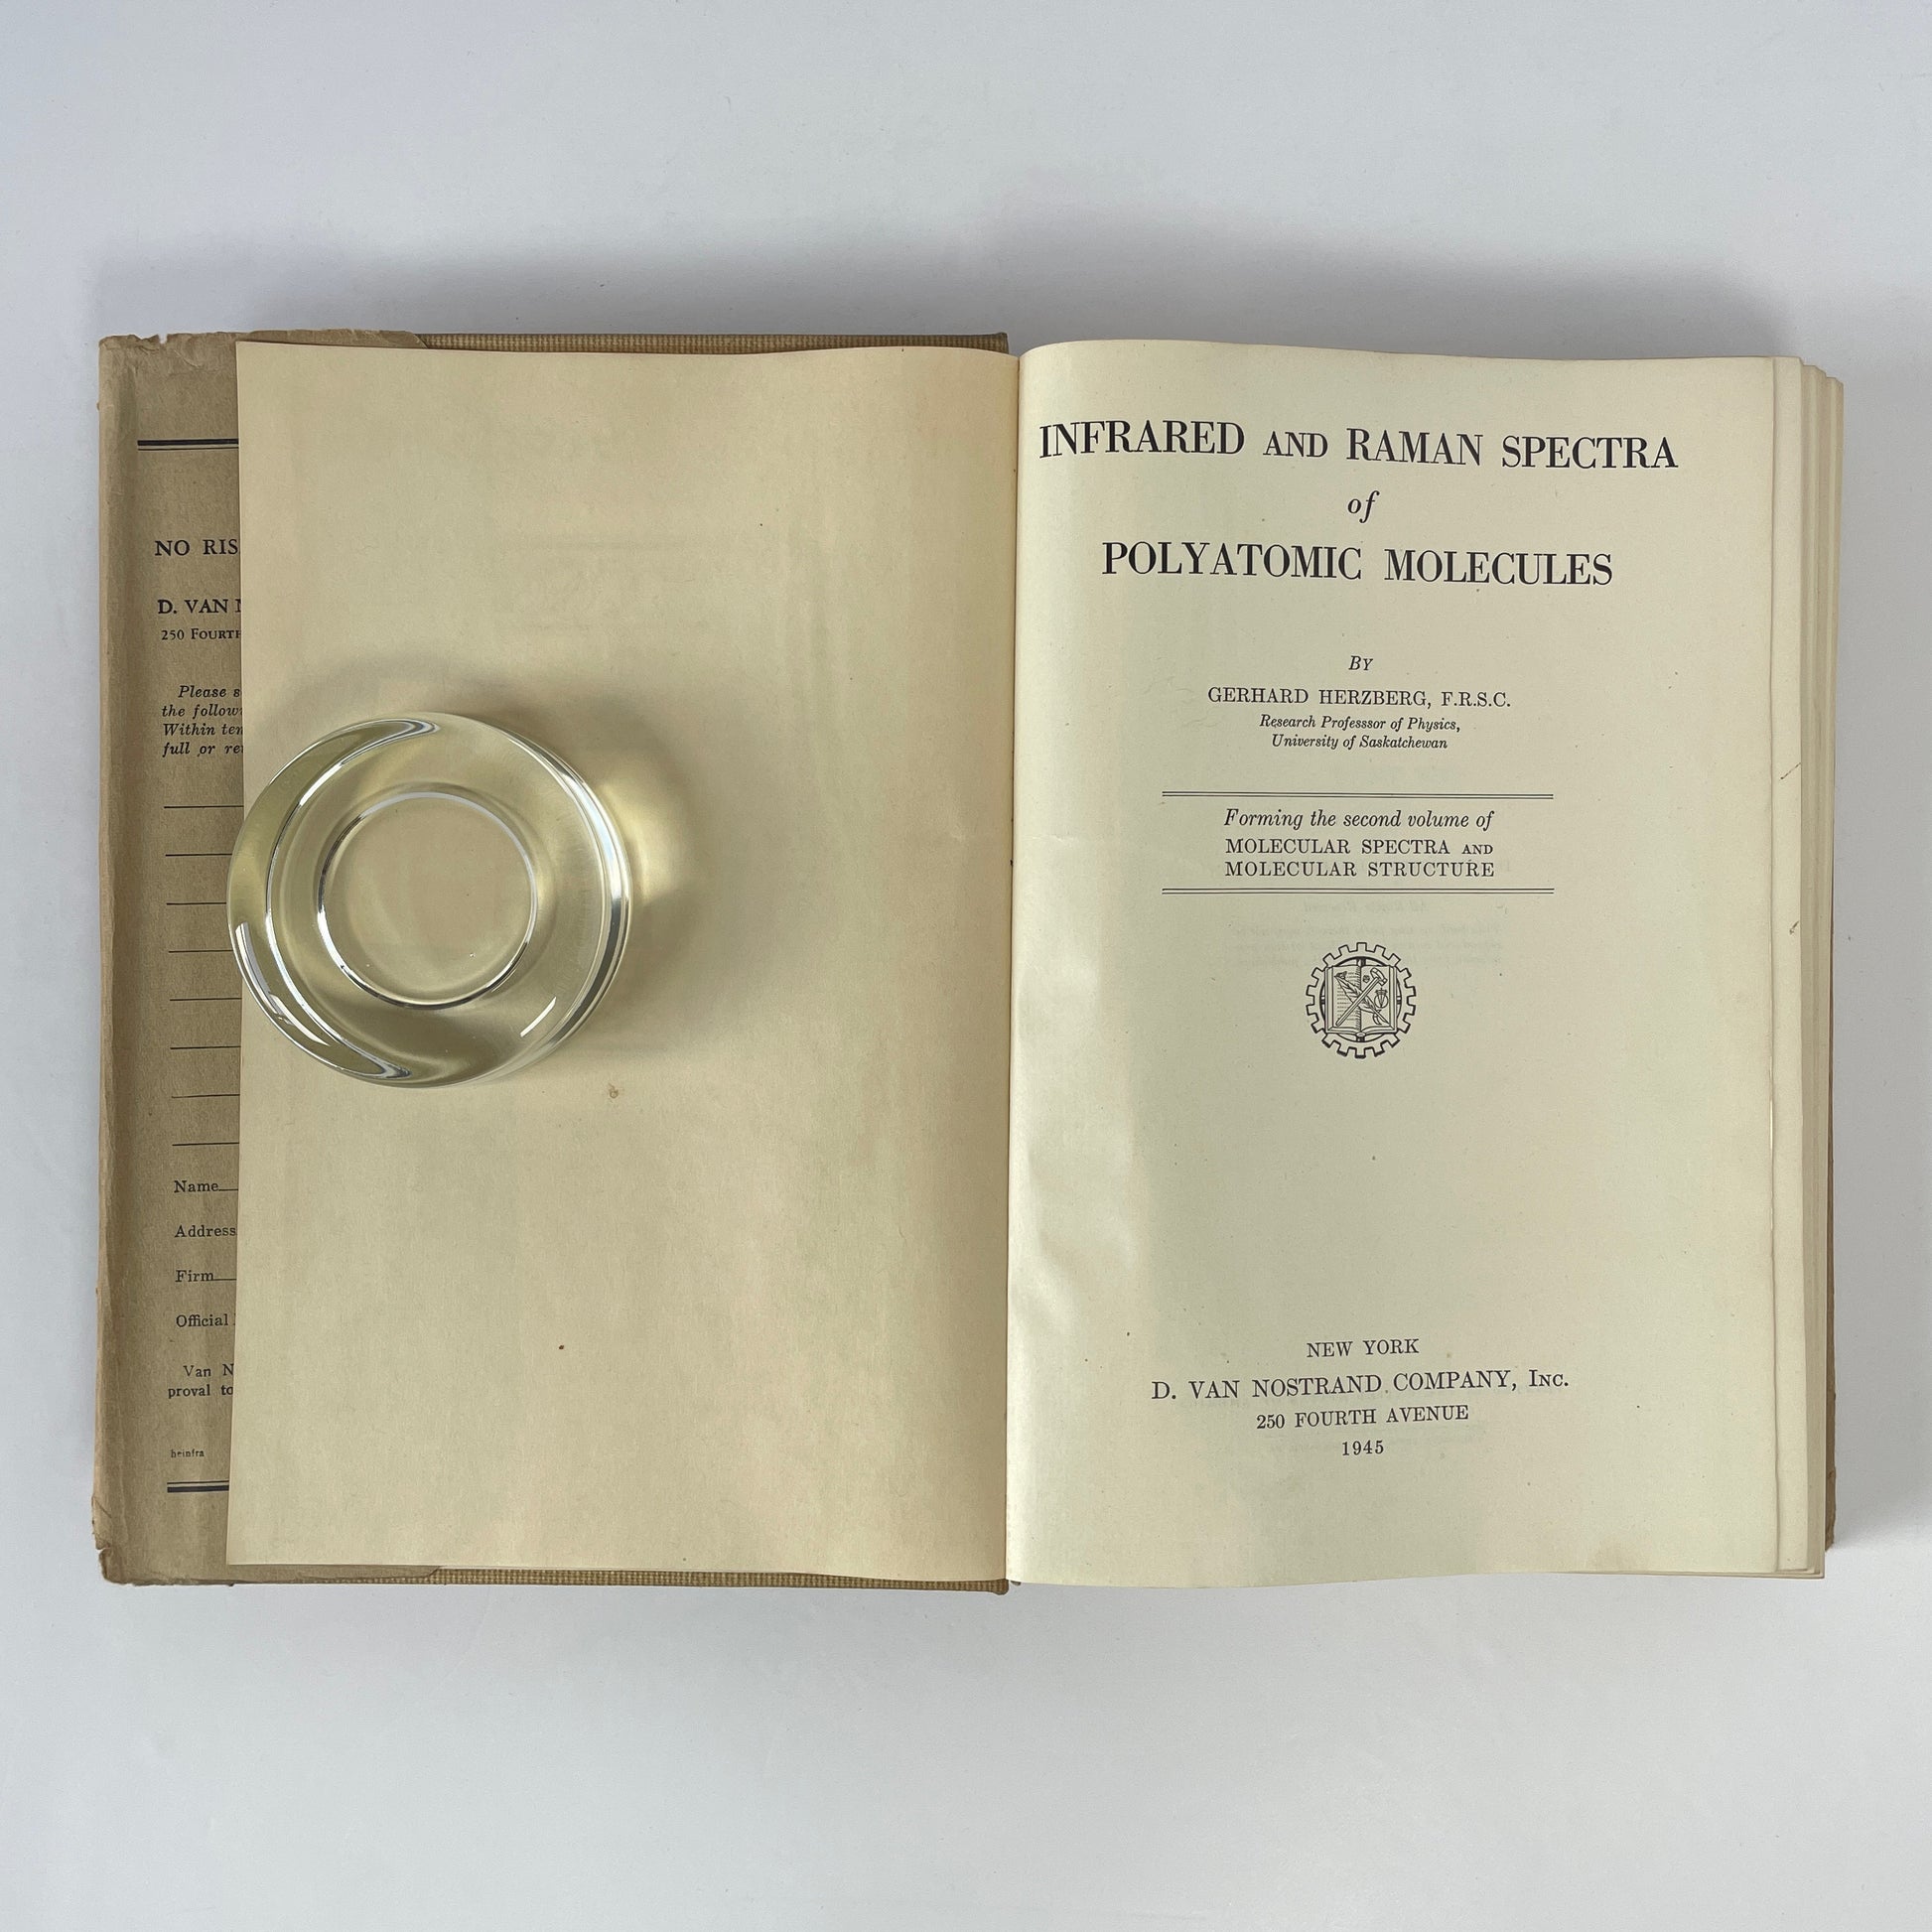 NO RIS
D. VAN
250 FOURTH
Please s
the follow
Within ten
full or re
Name
Address
Firm
Official
Van N
proval to
heinfra
INFRARED AND RAMAN SPECTRA
of
POLYATOMIC MOLECULES
BY
GERHARD HERZBERG, F.R.S.C.
Research Professsor of Physics,
University of Saskatchewan
Forming the second volume of
MOLECULAR SPECTRA AND
MOLECULAR STRUCTURE
NEW YORK
D. VAN NOSTRAND COMPANY, INC.
250 FOURTH AVENUE
1945